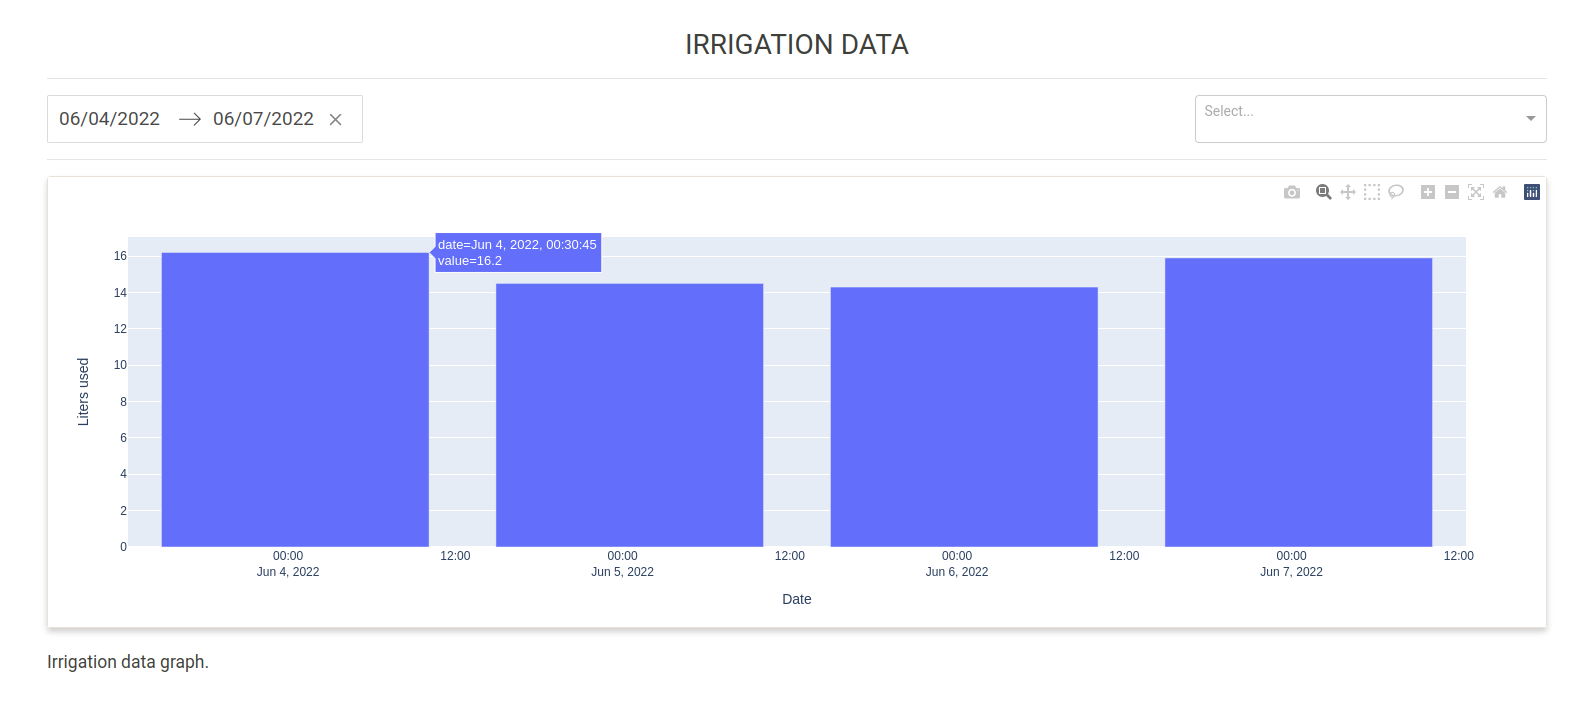 IRRIGATION DATA
06/04/2022 → 06/07/2022 ×
Select...
date=Jun 4, 2022, 00:30:45
value=16.2
16
14
12
10
8
6
4
2
0
Liters used
00:00 12:00 00:00 12:00 00:00 12:00 00:00 12:00
Jun 4, 2022 Jun 5, 2022 Jun 6, 2022 Jun 7, 2022
Date
Irrigation data graph.